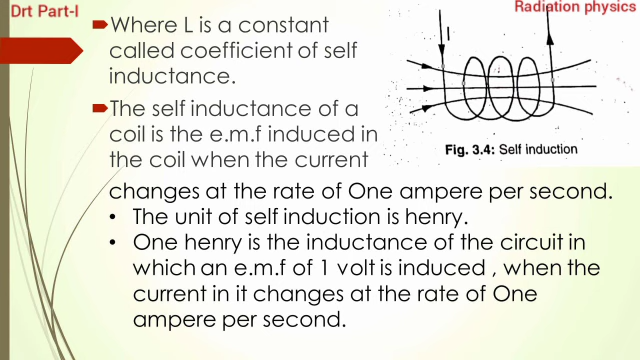 Drt Part-I
Radiation physics
Where L is a constant
called coefficient of self
inductance.
The self inductance of a
coil is the e.m.f induced in
the coil when the current
I
Fig. 3.4: Self induction
changes at the rate of One ampere per second.
• The unit of self induction is henry.
• One henry is the inductance of the circuit in
which an e.m.f of 1 volt is induced , when the
current in it changes at the rate of One
ampere per second.